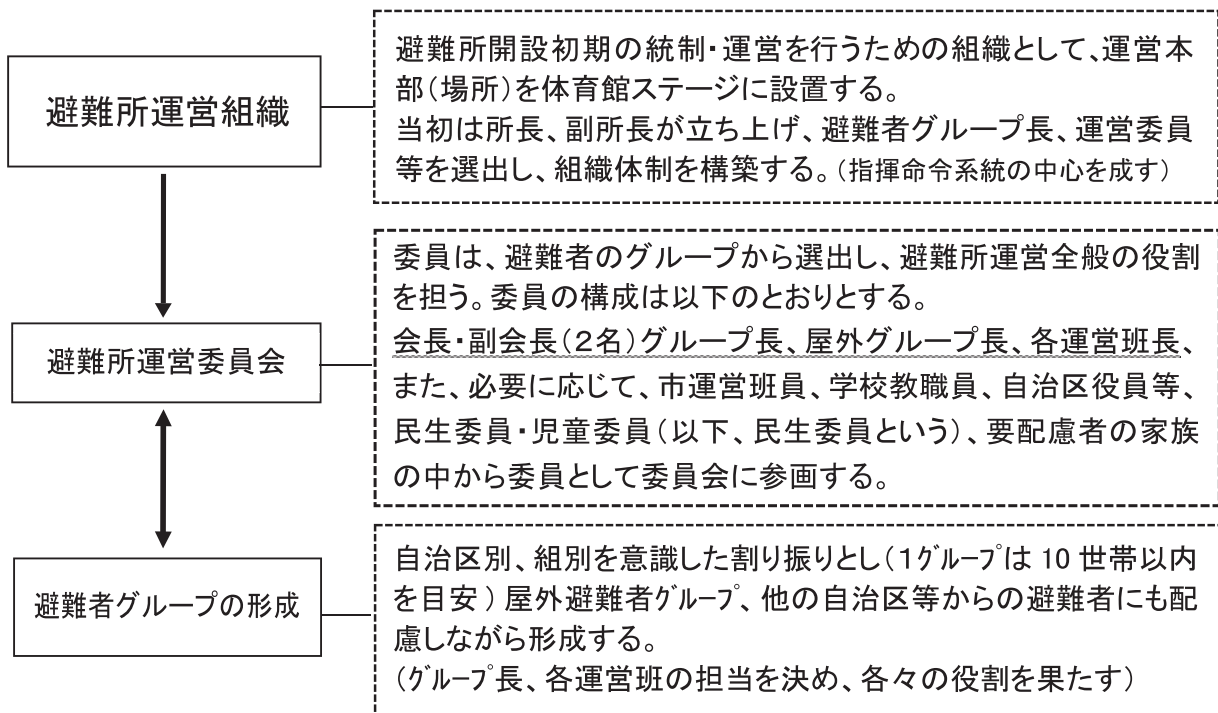 避難所運営組織
避難所開設初期の統制・運営を行うための組織として、運営本
部（場所）を体育館ステージに設置する。
当初は所長、副所長が立ち上げ、避難者グループ長、運営委員
等を選出し、組織体制を構築する。（指揮命令系統の中心を成す）
避難所運営委員会
委員は、避難者のグループから選出し、避難所運営全般の役割
を担う。委員の構成は以下のとおりとする。
会長・副会長（２名）グループ長、屋外グループ長、各運営班長、
また、必要に応じて、市運営班員、学校教職員、自治区役員等、
民生委員・児童委員（以下、民生委員という）、要配慮者の家族
の中から委員として委員会に参画する。
避難者グループの形成
自治区別、組別を意識した割り振りとし（１ｸﾞﾙｰﾌﾟは 10 世帯以内
を目安）屋外避難者ｸﾞﾙｰﾌﾟ、他の自治区等からの避難者にも配
慮しながら形成する。
（ｸﾞﾙｰﾌﾟ長、各運営班の担当を決め、各々の役割を果たす）